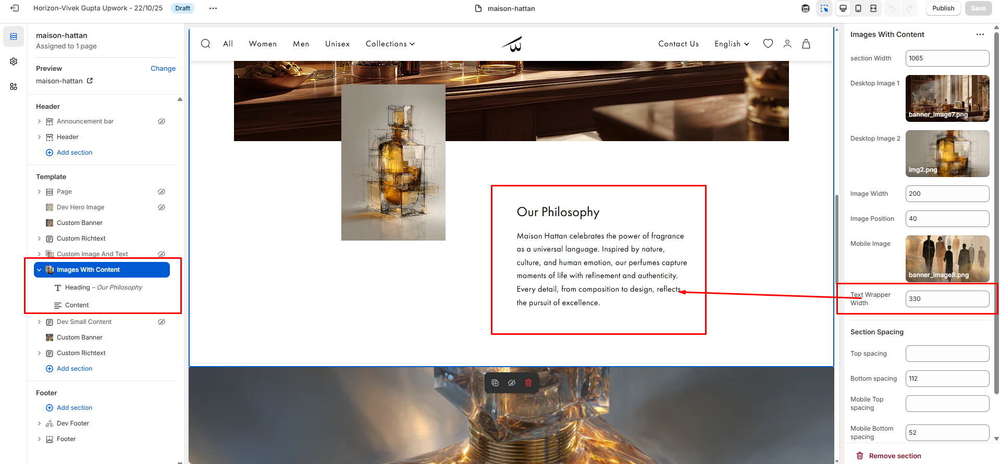 Horizon-Vivek Gupta Upwork - 22/10/25
Draft
maison-hattan
Publish
Save
maison-hattan
Assigned to 1 page
Preview
Change
maison-hattan
Header
Announcement bar
Header
Add section
Template
Page
Dev Hero Image
Custom Banner
Custom Richtext
Custom Image And Text
Images With Content
Heading – Our Philosophy
Content
Dev Small Content
Custom Banner
Custom Richtext
Add section
Footer
Add section
Dev Footer
Footer
All
Women
Men
Unisex
Collections
Contact Us
English
Our Philosophy
Maison Hattan celebrates the power of fragrance
as a universal language. Inspired by nature,
culture, and human emotion, our perfumes capture
moments of life with refinement and authenticity.
Every detail, from composition to design, reflects
the pursuit of excellence.
Images With Content
section Width
1065
Desktop Image 1
banner_image7.png
Desktop Image 2
img2.png
Image Width
200
Image Position
40
Mobile Image
banner_image8.png
Text Wrapper
Width
330
Section Spacing
Top spacing
Bottom spacing
112
Mobile Top
spacing
Mobile Bottom
spacing
52
Remove section